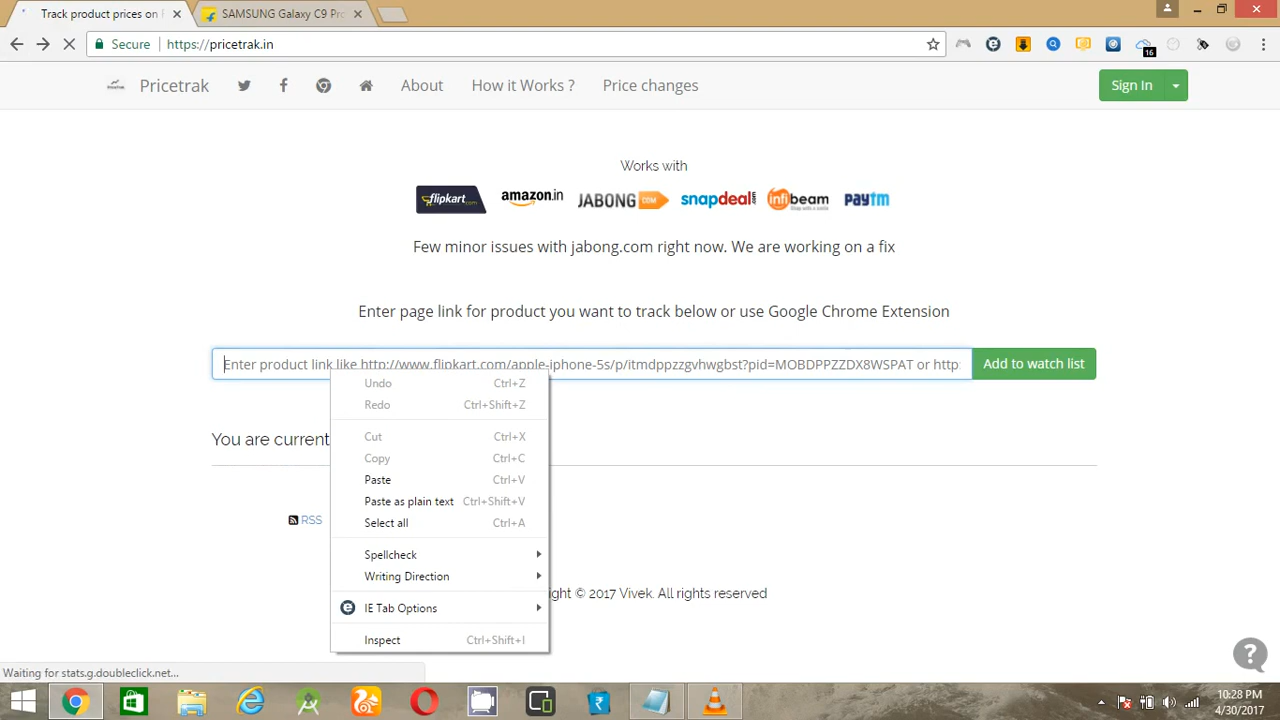 Track product prices on F
SAMSUNG Galaxy C9 Pro
Secure https://pricetrak.in
16
Pricetrak About How it Works ? Price changes Sign In
Works with
flipkart.com amazon.in JABONG .COM snapdeal.com infibeam Paytm
Few minor issues with jabong.com right now. We are working on a fix
Enter page link for product you want to track below or use Google Chrome Extension
Enter product link like http://www.flipkart.com/apple-iphone-5s/p/itmdppzzgvhwgbst?pid=MOBDPPZZDX8WSPAT or http: Add to watch list
Undo Ctrl+Z
Redo Ctrl+Shift+Z
Cut Ctrl+X
You are current
Copy Ctrl+C
Paste Ctrl+V
Paste as plain text Ctrl+Shift+V
Select all Ctrl+A
RSS
Spellcheck
Writing Direction
ight © 2017 Vivek. All rights reserved
IE Tab Options
Inspect Ctrl+Shift+I
?
Waiting for stats.g.doubleclick.net...
10:28 PM
4/30/2017